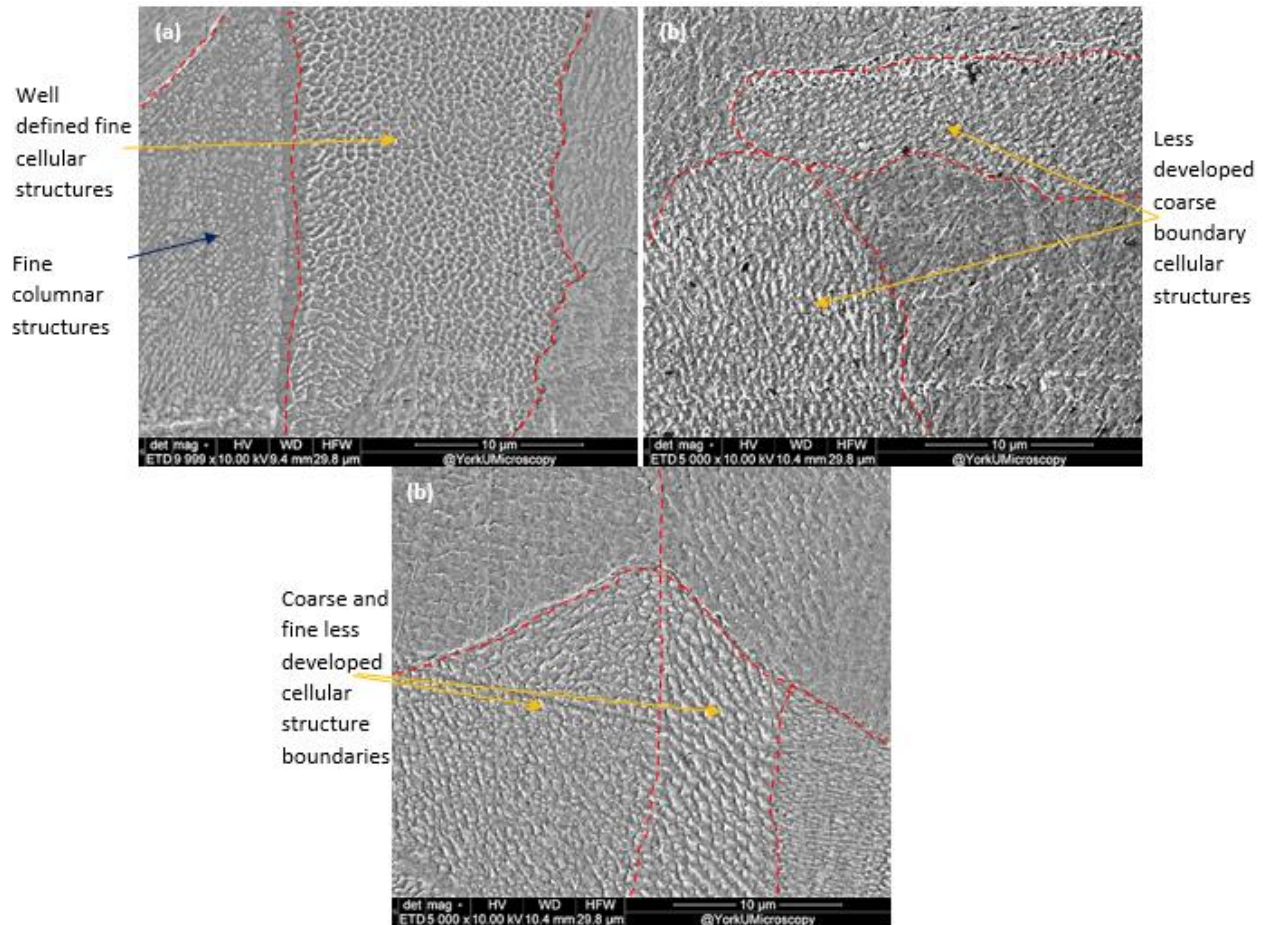 (a)
Well
defined fine
cellular
structures
Fine
columnar
structures
det mag • HV WD HFW 10 µm
ETD 9 999 x 10.00 kV 9.4 mm 29.8 µm @YorkUMicroscopy
(b)
Less
developed
coarse
boundary
cellular
structures
det mag • HV WD HFW 10 µm
ETD 5 000 x 10.00 kV 10.4 mm 29.8 µm @YorkUMicroscopy
(b)
Coarse and
fine less
developed
cellular
structure
boundaries
det mag • HV WD HFW 10 µm
ETD 5 000 x 10.00 kV 10.4 mm 29.8 µm @YorkUMicroscopy